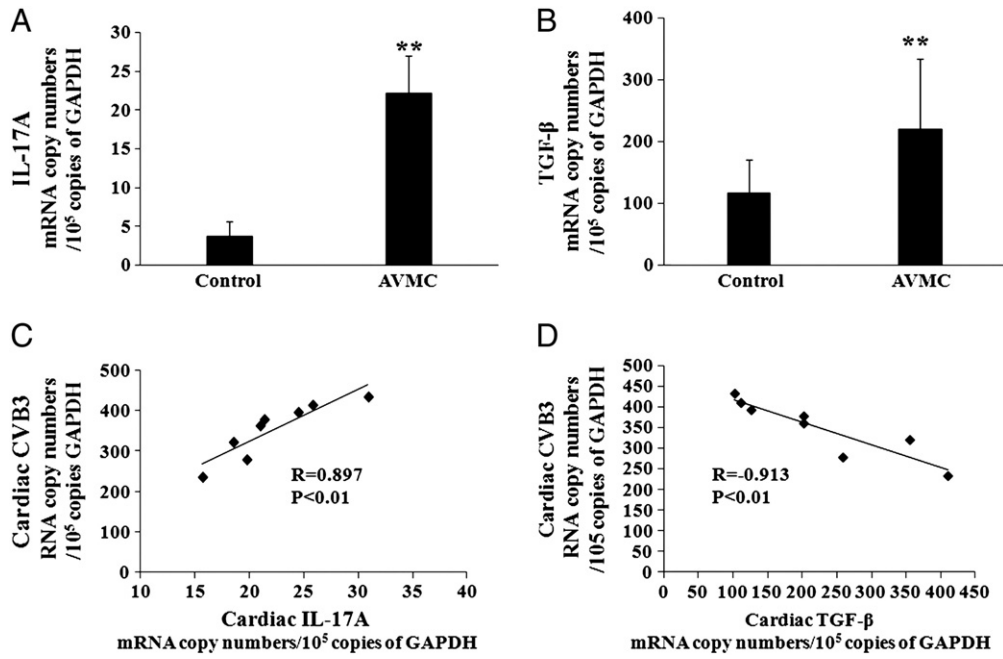 A
IL-17A
mRNA copy numbers
/10⁵ copies of GAPDH
30
25
20
15
10
5
0
**
Control
AVMC
B
TGF-β
mRNA copy numbers
/10⁵ copies of GAPDH
400
300
200
100
0
**
Control
AVMC
C
Cardiac CVB3
RNA copy numbers
/10⁵ copies GAPDH
500
400
300
200
100
0
R=0.897
P<0.01
10
15
20
25
30
35
40
Cardiac IL-17A
mRNA copy numbers/10⁵ copies of GAPDH
D
Cardiac CVB3
RNA copy numbers
/105 copies of GAPDH
500
450
400
350
300
250
200
150
100
50
0
R=-0.913
P<0.01
0
50
100
150
200
250
300
350
400
450
Cardiac TGF-β
mRNA copy numbers/10⁵ copies of GAPDH